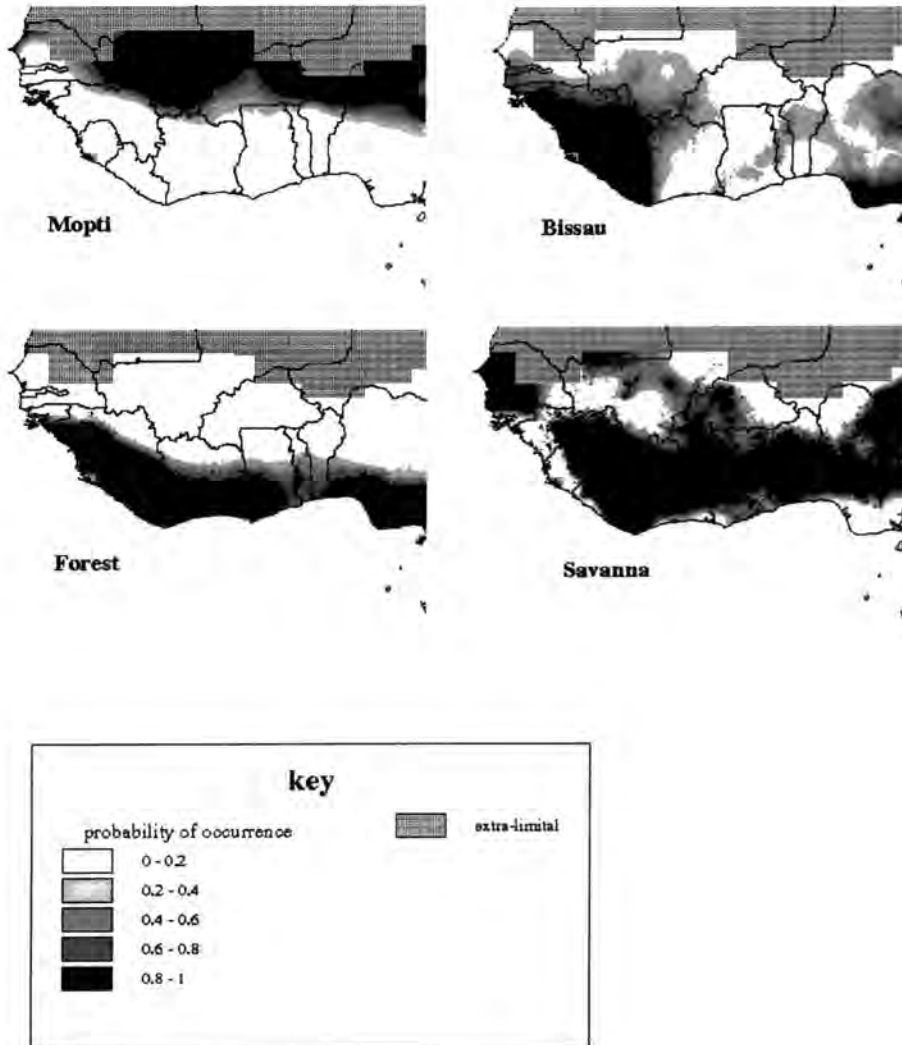 Mopti
Bissau
Forest
Savanna
key
probability of occurrence
extra-limital
0 - 0.2
0.2 - 0.4
0.4 - 0.6
0.6 - 0.8
0.8 - 1